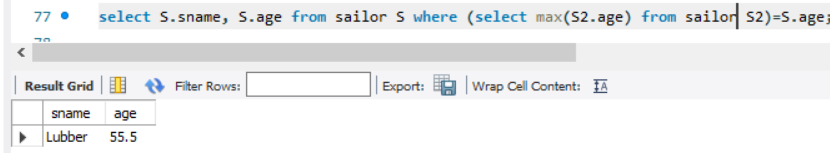 77 select S.sname, S.age from sailor S where (select max(S2.age) from sailor S2)=S.age;
Result Grid Filter Rows: Export: Wrap Cell Content: IA
sname age
Lubber 55.5